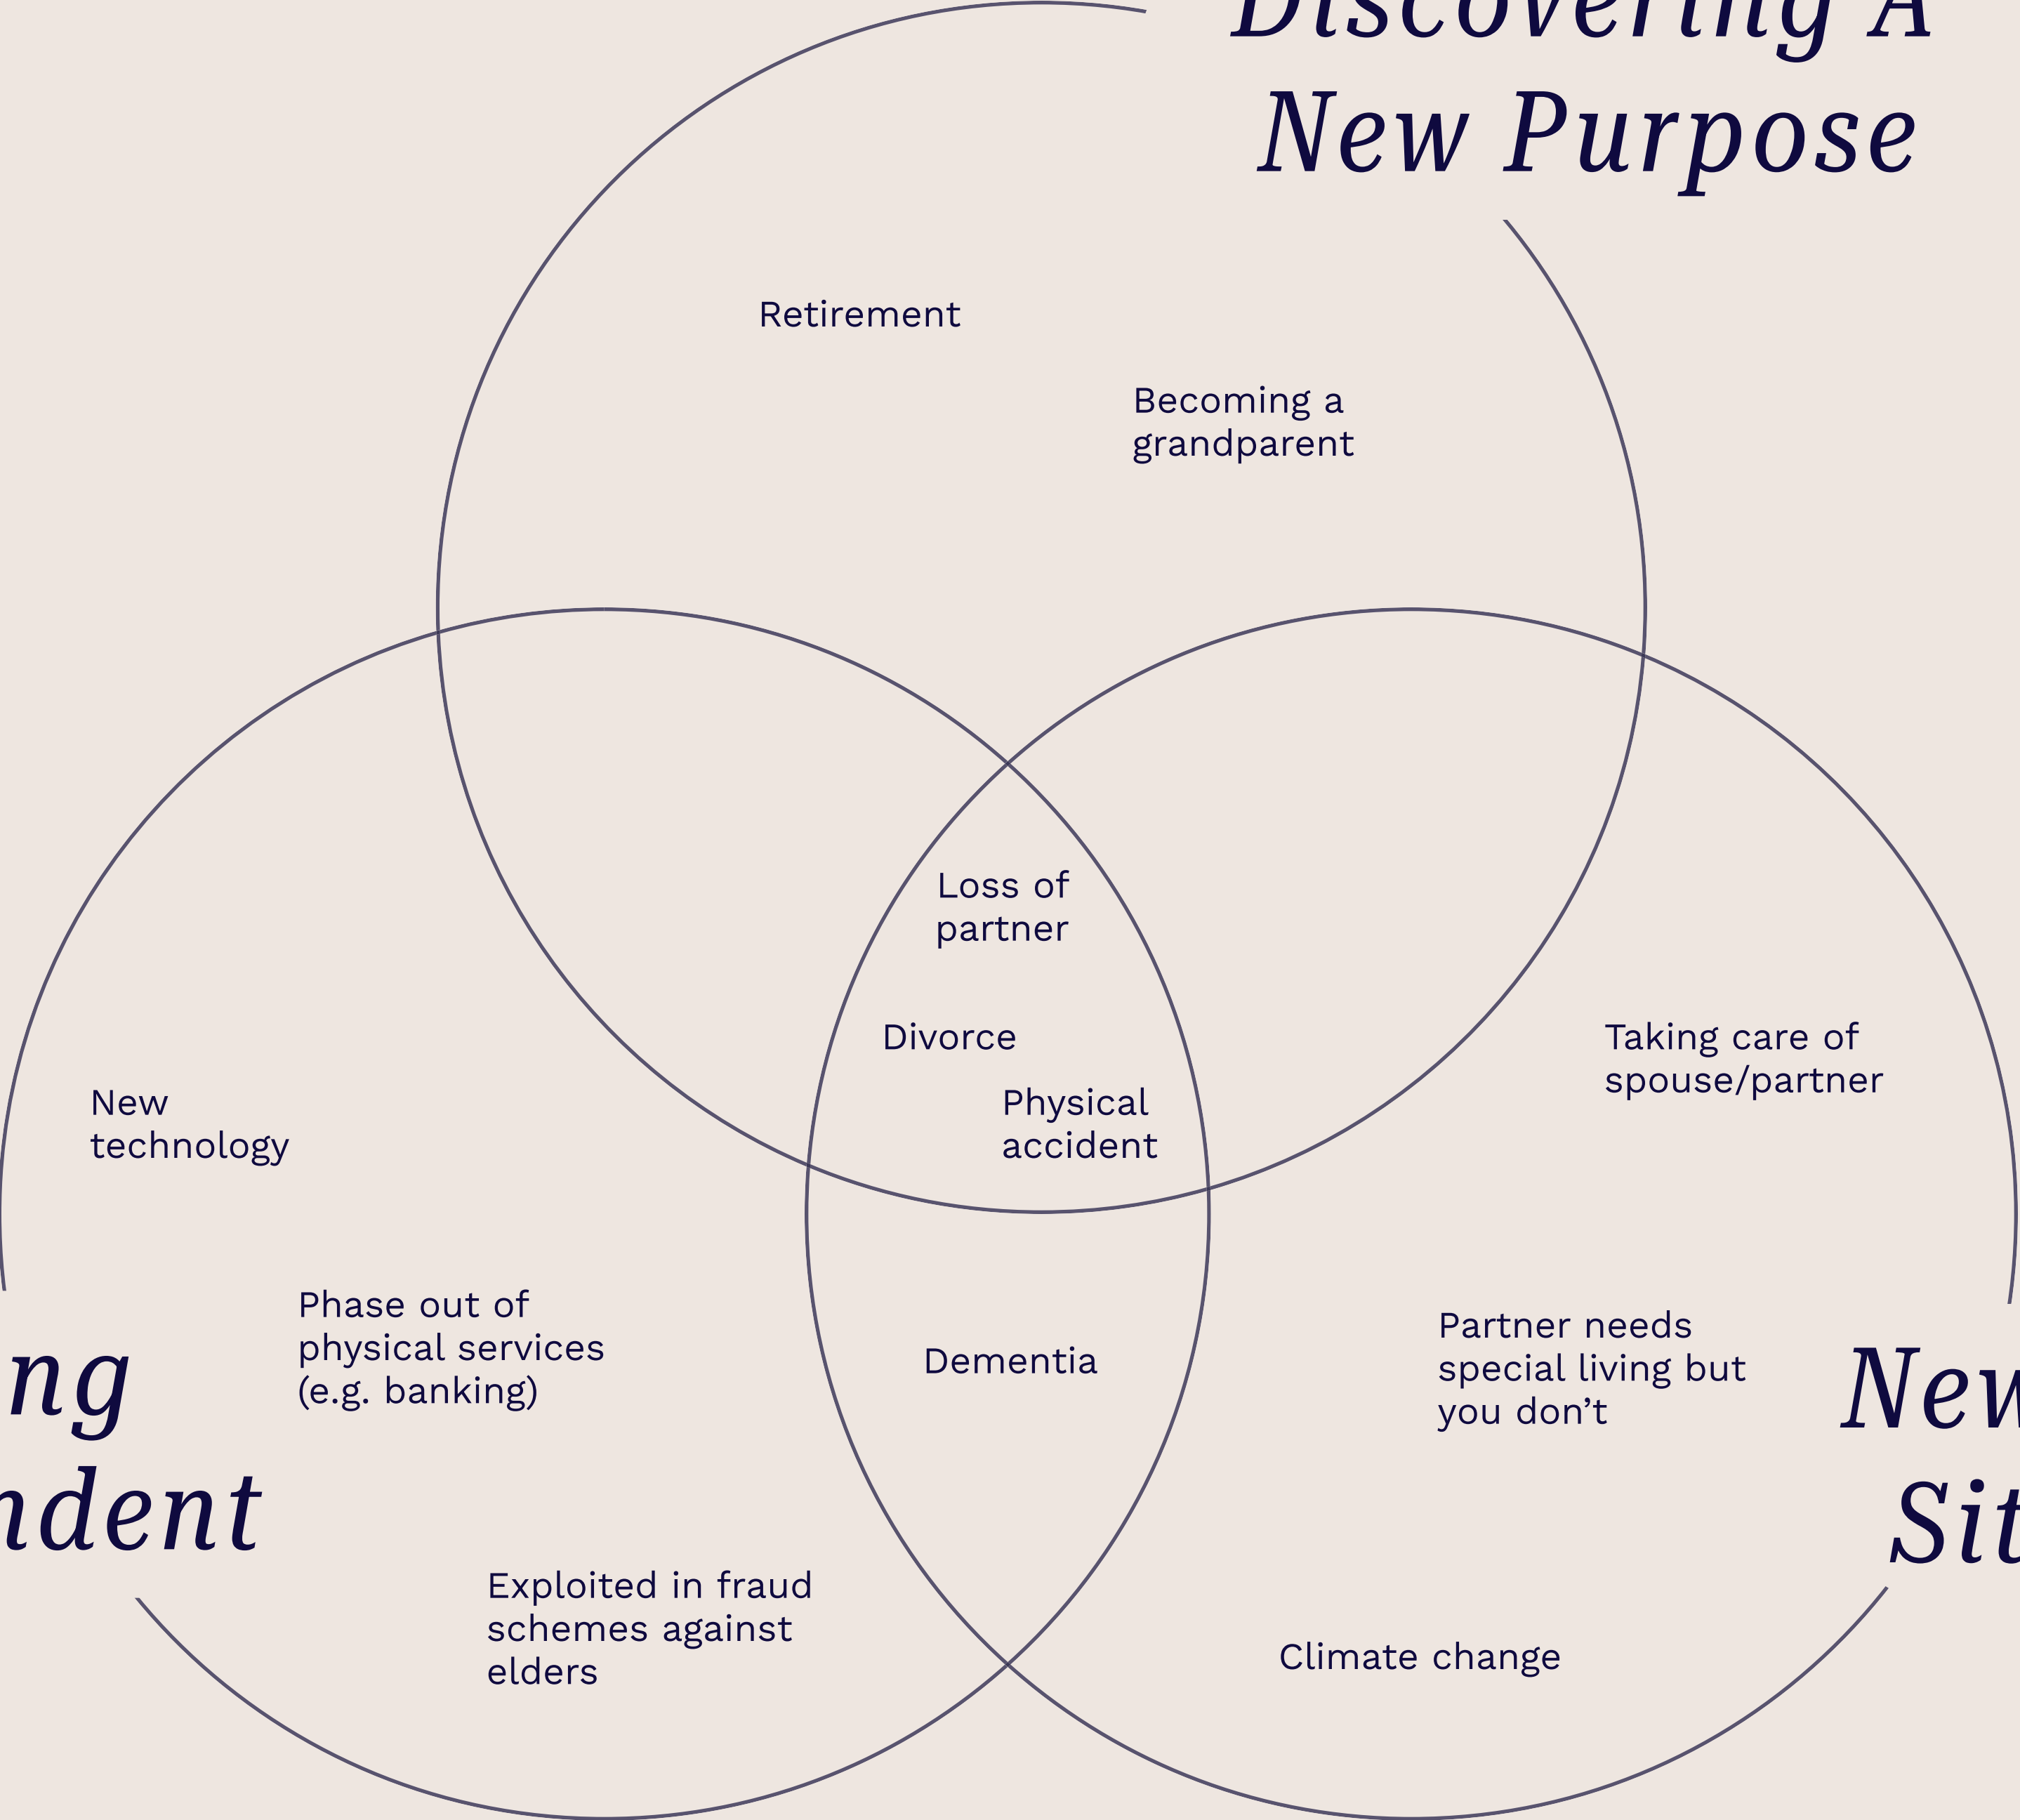 Discovering A
New Purpose
Retirement
Becoming a
grandparent
Loss of
partner
Divorce
Physical
accident
Taking care of
spouse/partner
New
technology
Phase out of
physical services
(e.g. banking)
Dementia
Partner needs
special living but
you don’t
ng
ndent
New
Sit
Exploited in fraud
schemes against
elders
Climate change